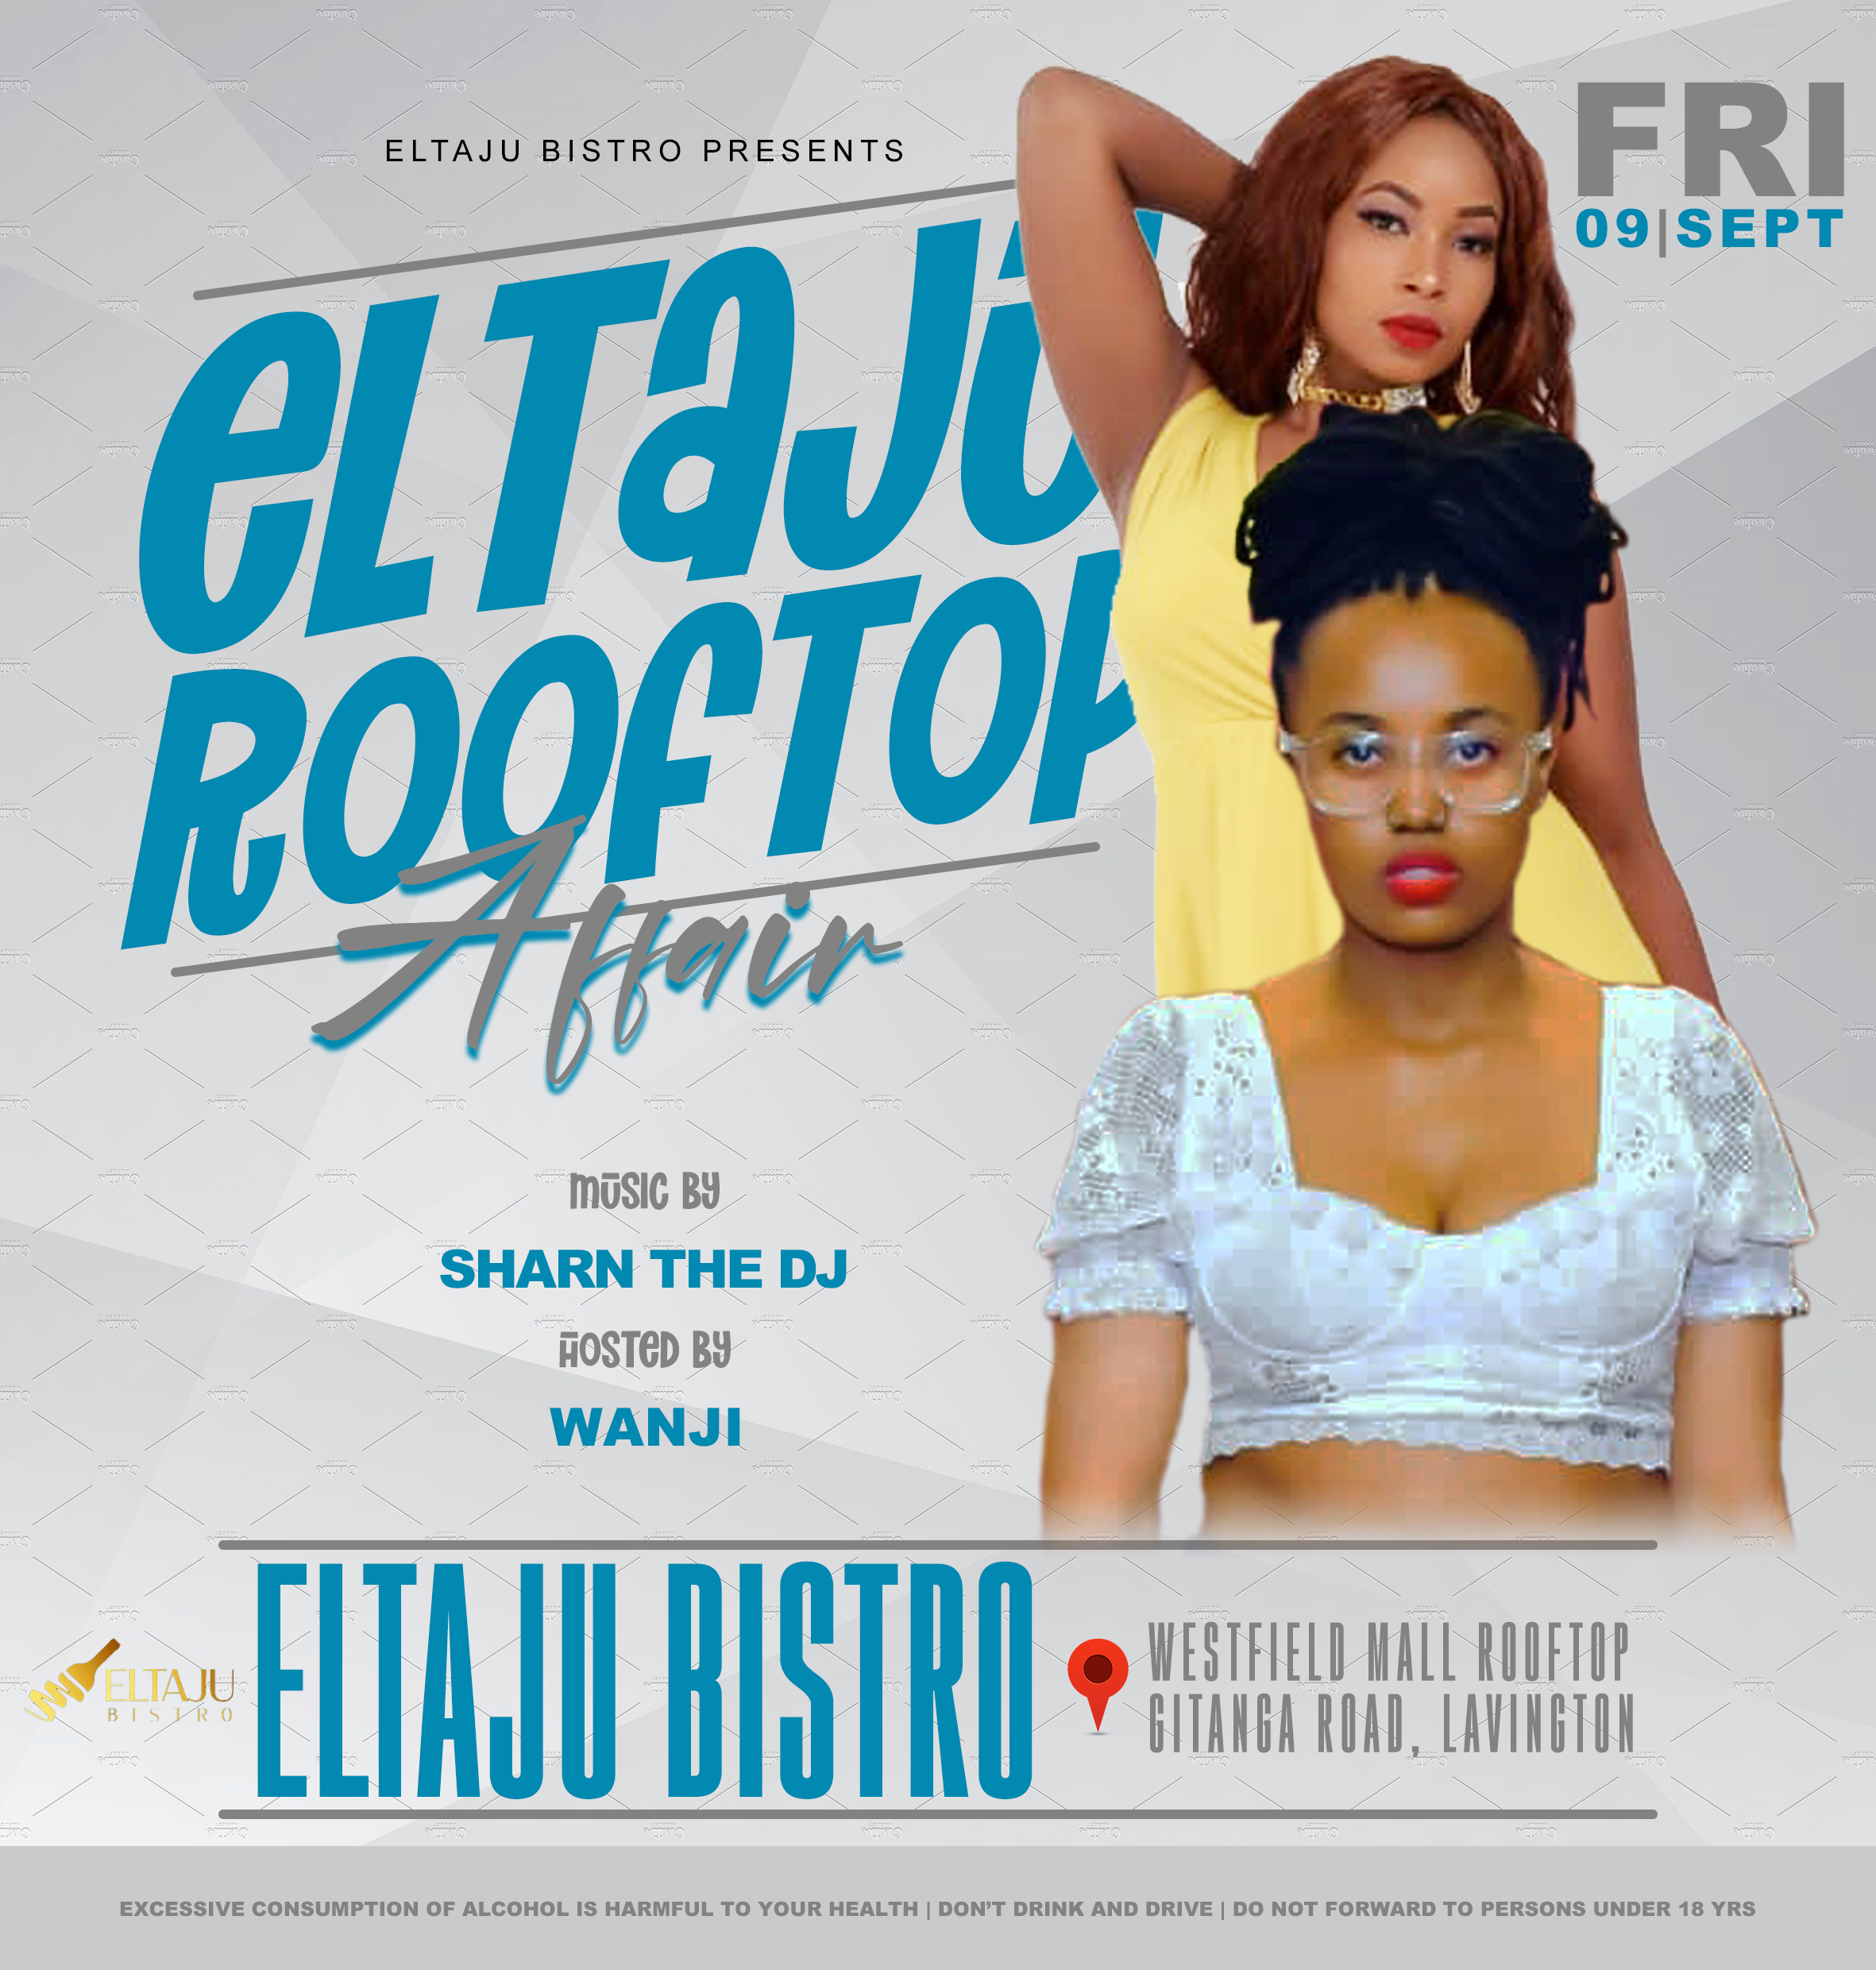 ELTAJU BISTRO PRESENTS
FRI
09|SEPT
eLTaJU
ROOFTOP
Affair
MUSIC BY
SHARN THE DJ
HOSTED BY
WANJI
ELTAJU BISTRO
WESTFIELD MALL ROOFTOP
GITANGA ROAD, LAVINGTON
ELTAJU
BISTRO
EXCESSIVE CONSUMPTION OF ALCOHOL IS HARMFUL TO YOUR HEALTH | DON'T DRINK AND DRIVE | DO NOT FORWARD TO PERSONS UNDER 18 YRS